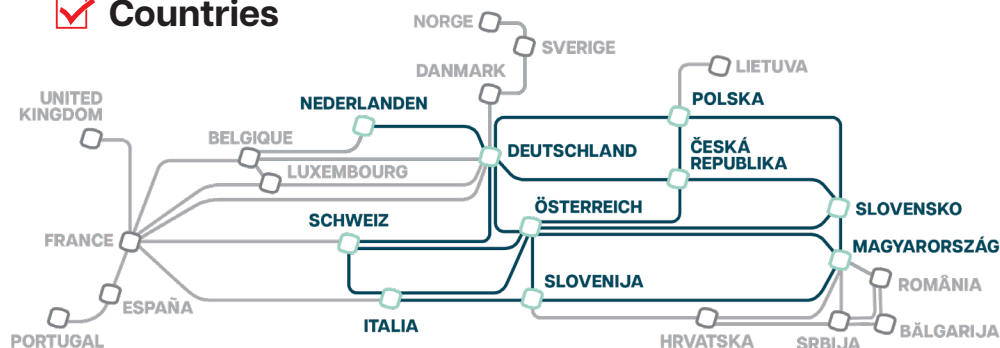 Countries
NORGE
SVERIGE
DANMARK
LIETUVA
UNITED
KINGDOM
NEDERLANDEN
POLSKA
BELGIQUE
DEUTSCHLAND
ČESKÁ
REPUBLIKA
LUXEMBOURG
ÖSTERREICH
SLOVENSKO
SCHWEIZ
FRANCE
MAGYARORSZÁG
SLOVENIJA
ROMÂNIA
ESPAÑA
ITALIA
PORTUGAL
HRVATSKA
SRBIJA
BĂLGARIJA